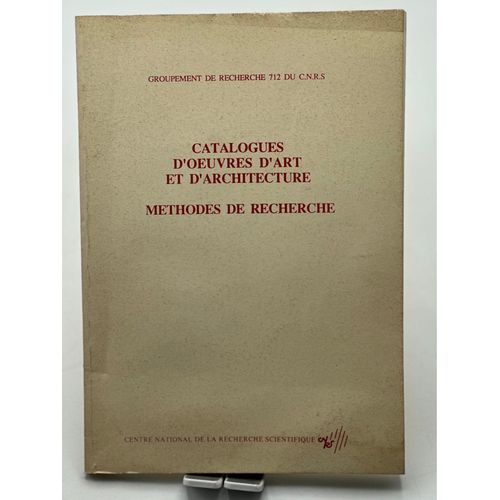 GROUPEMENT DE RECHERCHE 712 DU C.N.R.S
CATALOGUES
D'OEUVRES D'ART
ET D'ARCHITECTURE
METHODES DE RECHERCHE
CENTRE NATIONAL DE LA RECHERCHE SCIENTIFIQUE